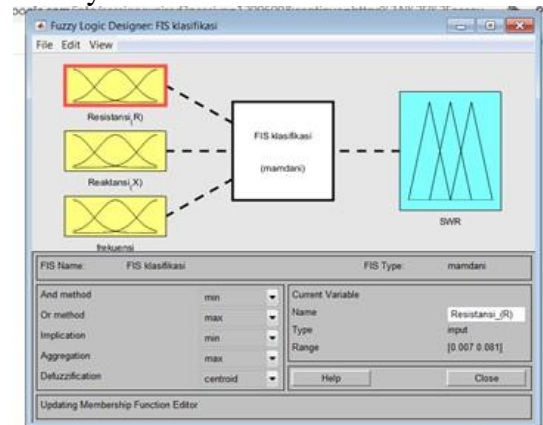 Fuzzy Logic Designer: FIS klasifikasi
File Edit View
Resistansi(R)
Reaktansi(X)
frekuensi
FIS klasifikasi
(mamdani)
SWR
FIS Name: FIS klasifikasi FIS Type: mamdani
And method min
Or method max
Implication min
Aggregation max
Defuzzification centroid
Current Variable
Name Resistansi_(R)
Type input
Range [0.007 0.081]
Help Close
Updating Membership Function Editor